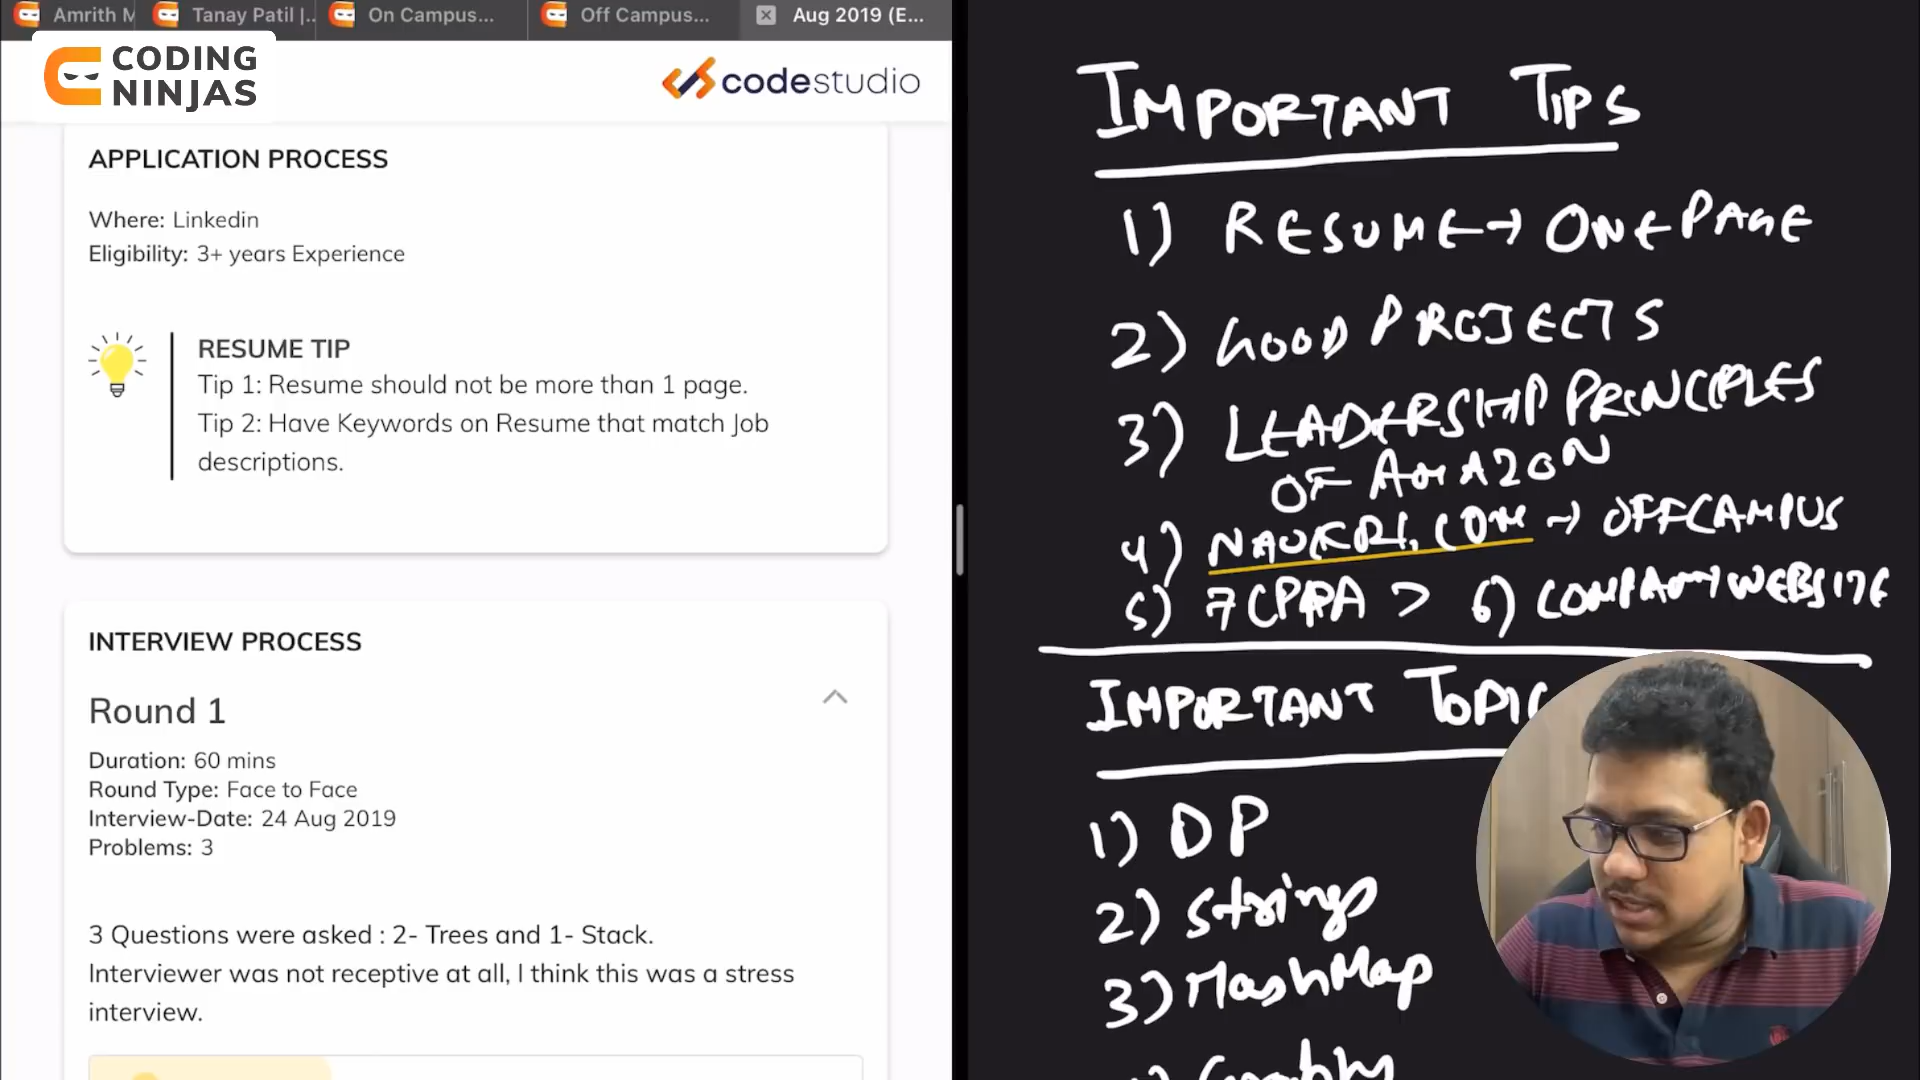 Amrith M
Tanay Patil |...
On Campus...
Off Campus...
Aug 2019 (E...
CODING
NINJAS
codestudio
APPLICATION PROCESS
Where: Linkedin
Eligibility: 3+ years Experience
RESUME TIP
Tip 1: Resume should not be more than 1 page.
Tip 2: Have Keywords on Resume that match Job
descriptions.
INTERVIEW PROCESS
Round 1
Duration: 60 mins
Round Type: Face to Face
Interview-Date: 24 Aug 2019
Problems: 3
3 Questions were asked : 2- Trees and 1- Stack.
Interviewer was not receptive at all, I think this was a stress
interview.
IMPORTANT TIPS
1) RESUME → ONE PAGE
2) GOOD PROJECTS
3) LEADERSHIP PRINCIPLES
OF AMAZON
4) NAUKRI.COM → OFFCAMPUS
5) 7 CPPA > 6) COMPANY WEBSITE
IMPORTANT TOPIC
1) DP
2) Strings
3) HashMap